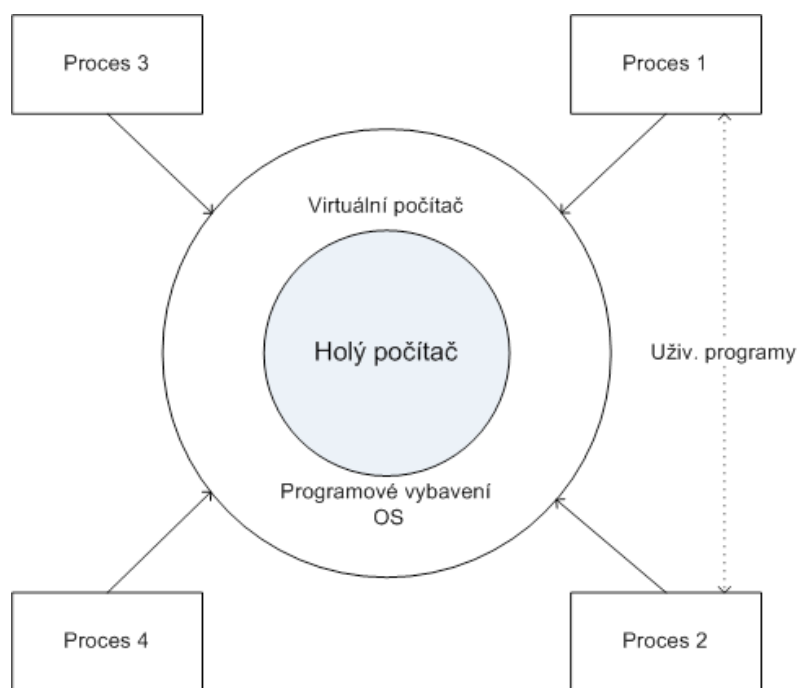 Proces 3
Proces 1
Virtuální počítač
Holý počítač
Uživ. programy
Programové vybavení
OS
Proces 4
Proces 2